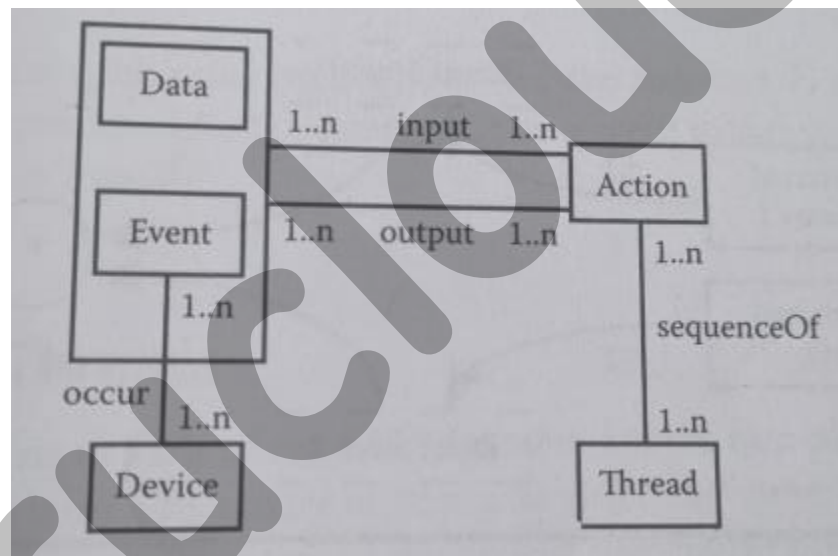 Data
1..n input 1..n
Action
Event
1..n output 1..n
1..n
1..n
sequenceOf
occur
1..n
1..n
Device
Thread